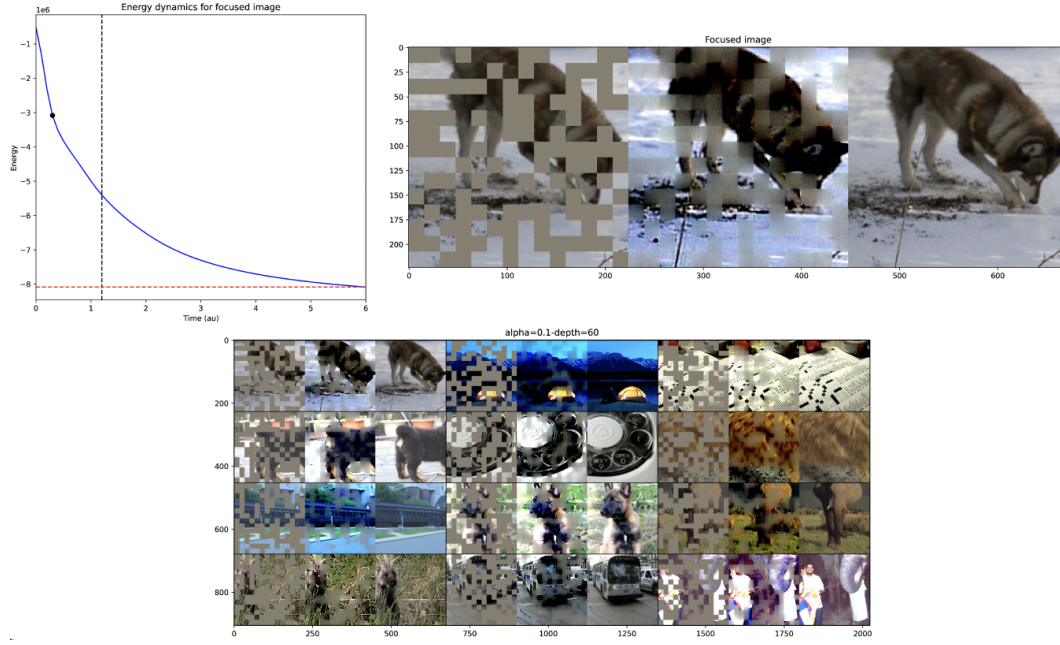 Energy dynamics for focused image
1e6
−1
−2
−3
−4
−5
−6
−7
−8
Energy
0 1 2 3 4 5 6
Time (au)
Focused image
0
25
50
75
100
125
150
175
200
0 100 200 300 400 500 600
alpha=0.1-depth=60
0
200
400
600
800
0 250 500 750 1000 1250 1500 1750 2000